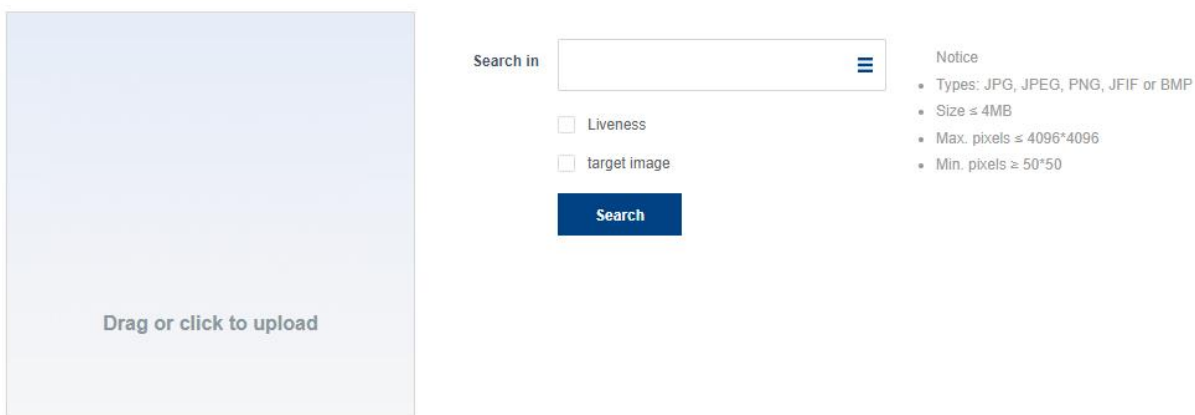 Search in
Liveness
target image
Search
Drag or click to upload
Notice
• Types: JPG, JPEG, PNG, JFIF or BMP
• Size ≤ 4MB
• Max. pixels ≤ 4096*4096
• Min. pixels ≥ 50*50